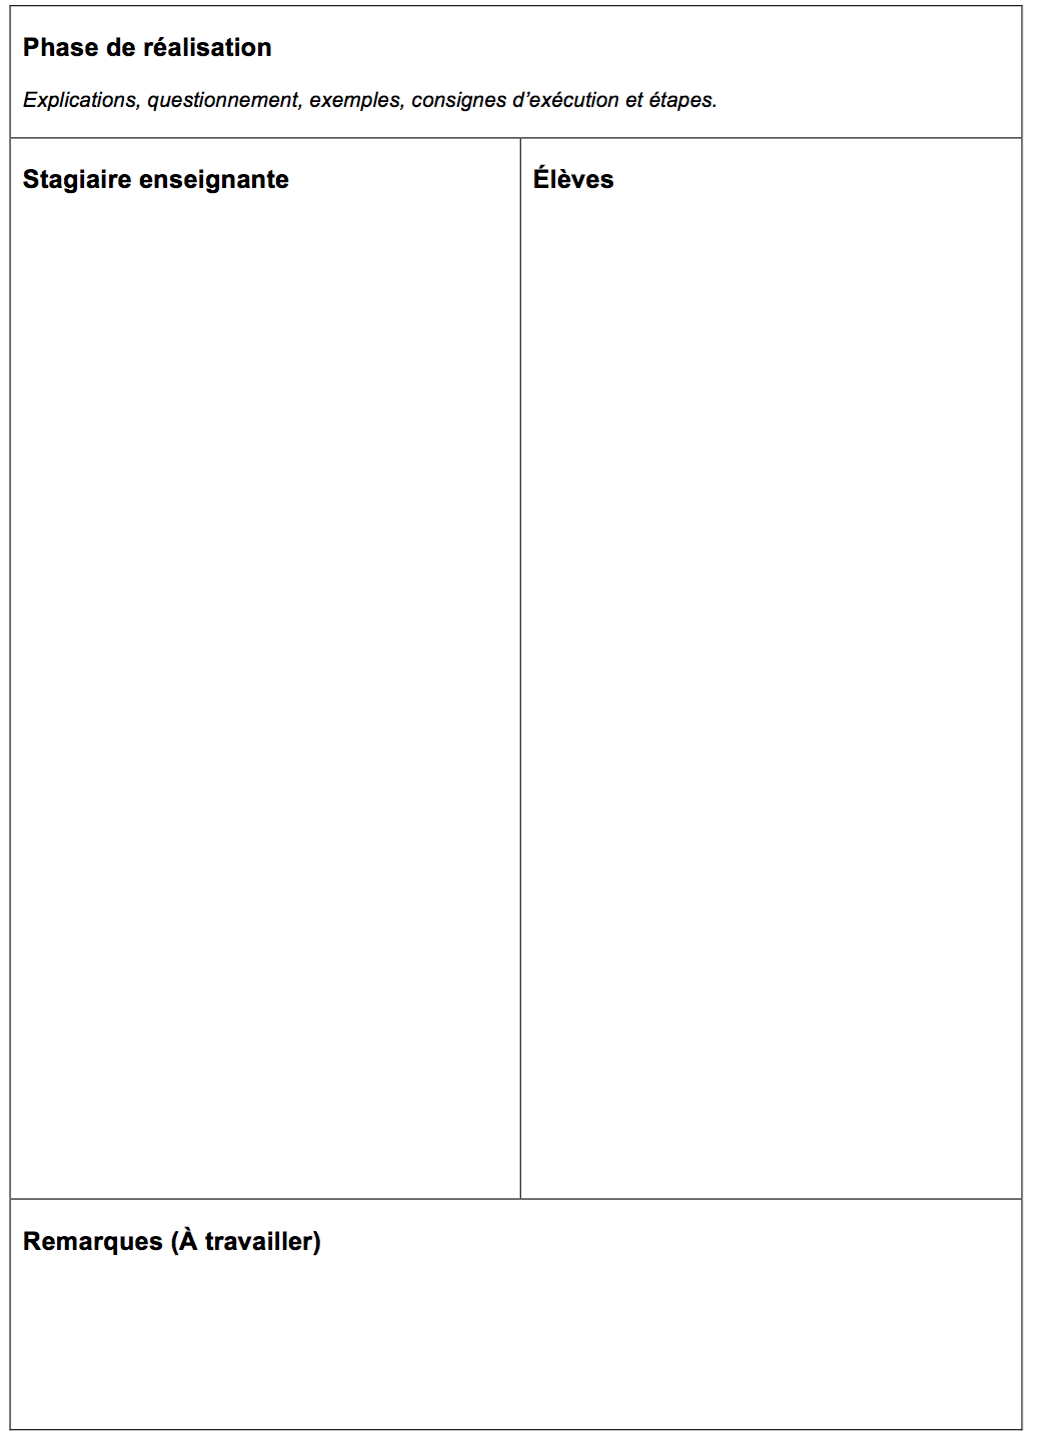 Phase de réalisation
Explications, questionnement, exemples, consignes d’exécution et étapes.
Stagiaire enseignante
Élèves
Remarques (À travailler)